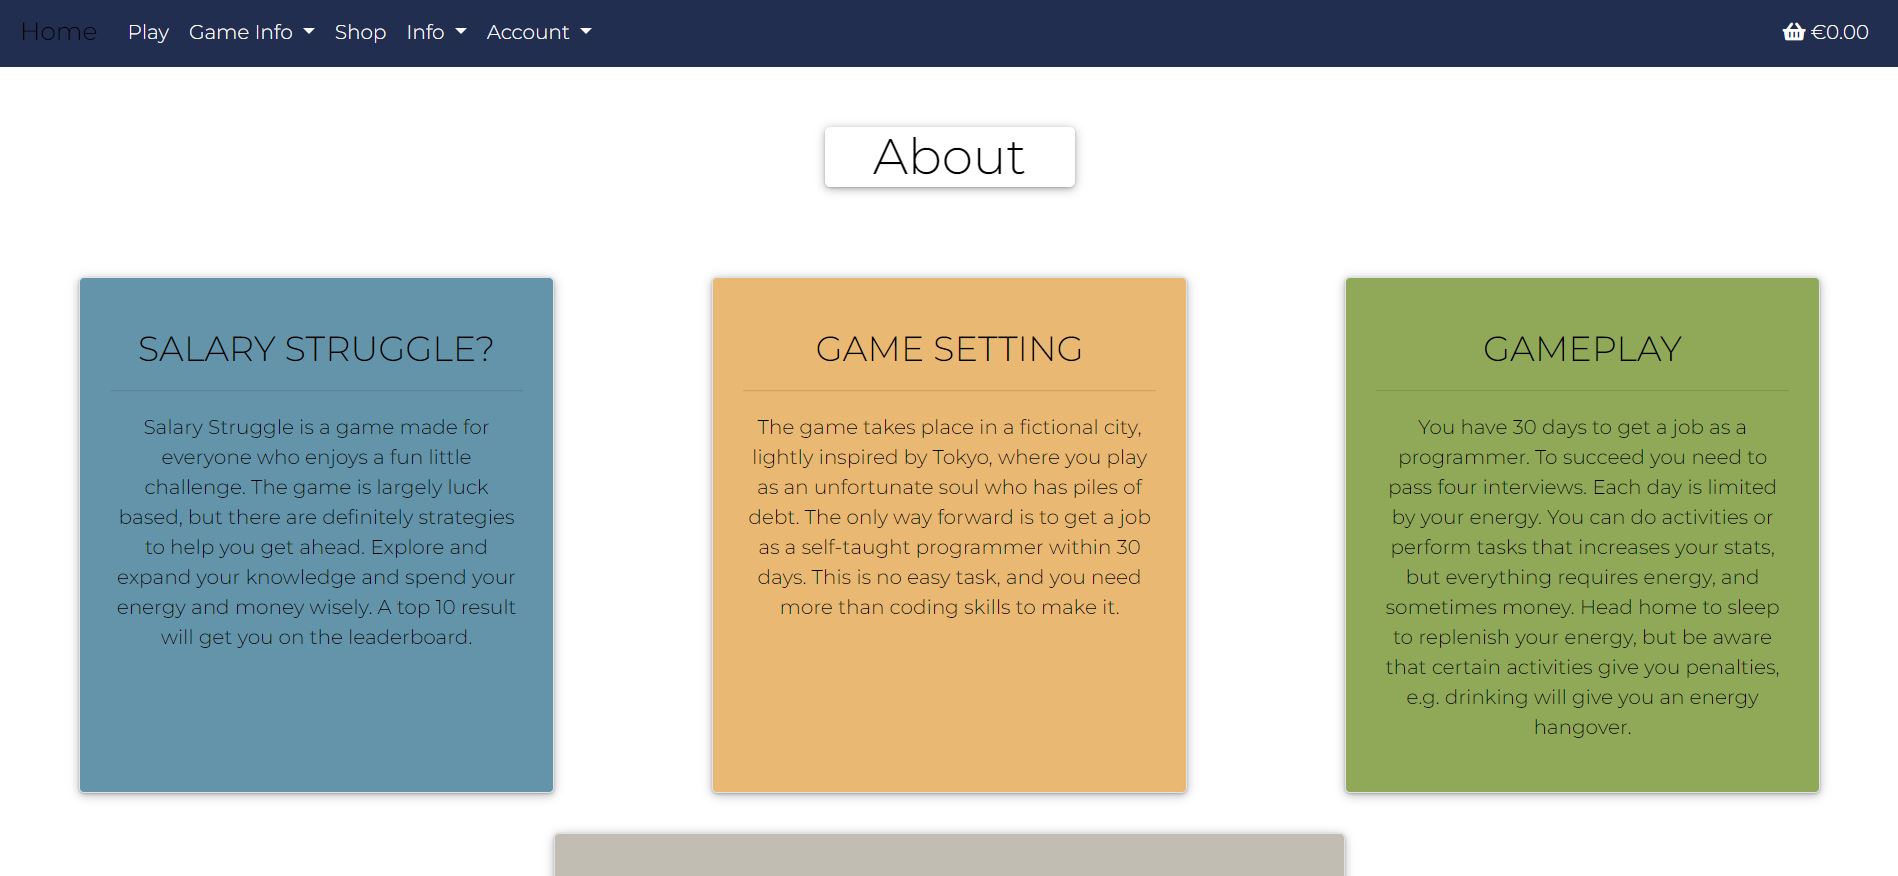 Home Play Game Info Shop Info Account €0.00
About
SALARY STRUGGLE?
Salary Struggle is a game made for
everyone who enjoys a fun little
challenge. The game is largely luck
based, but there are definitely strategies
to help you get ahead. Explore and
expand your knowledge and spend your
energy and money wisely. A top 10 result
will get you on the leaderboard.
GAME SETTING
The game takes place in a fictional city,
lightly inspired by Tokyo, where you play
as an unfortunate soul who has piles of
debt. The only way forward is to get a job
as a self-taught programmer within 30
days. This is no easy task, and you need
more than coding skills to make it.
GAMEPLAY
You have 30 days to get a job as a
programmer. To succeed you need to
pass four interviews. Each day is limited
by your energy. You can do activities or
perform tasks that increases your stats,
but everything requires energy, and
sometimes money. Head home to sleep
to replenish your energy, but be aware
that certain activities give you penalties,
e.g. drinking will give you an energy
hangover.